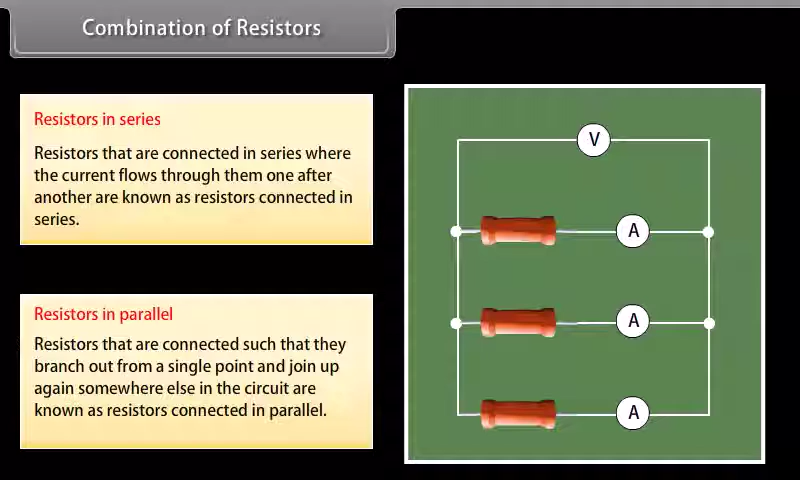 Combination of Resistors
Resistors in series
Resistors that are connected in series where
the current flows through them one after
another are known as resistors connected in
series.
Resistors in parallel
Resistors that are connected such that they
branch out from a single point and join up
again somewhere else in the circuit are
known as resistors connected in parallel.
V
A
A
A